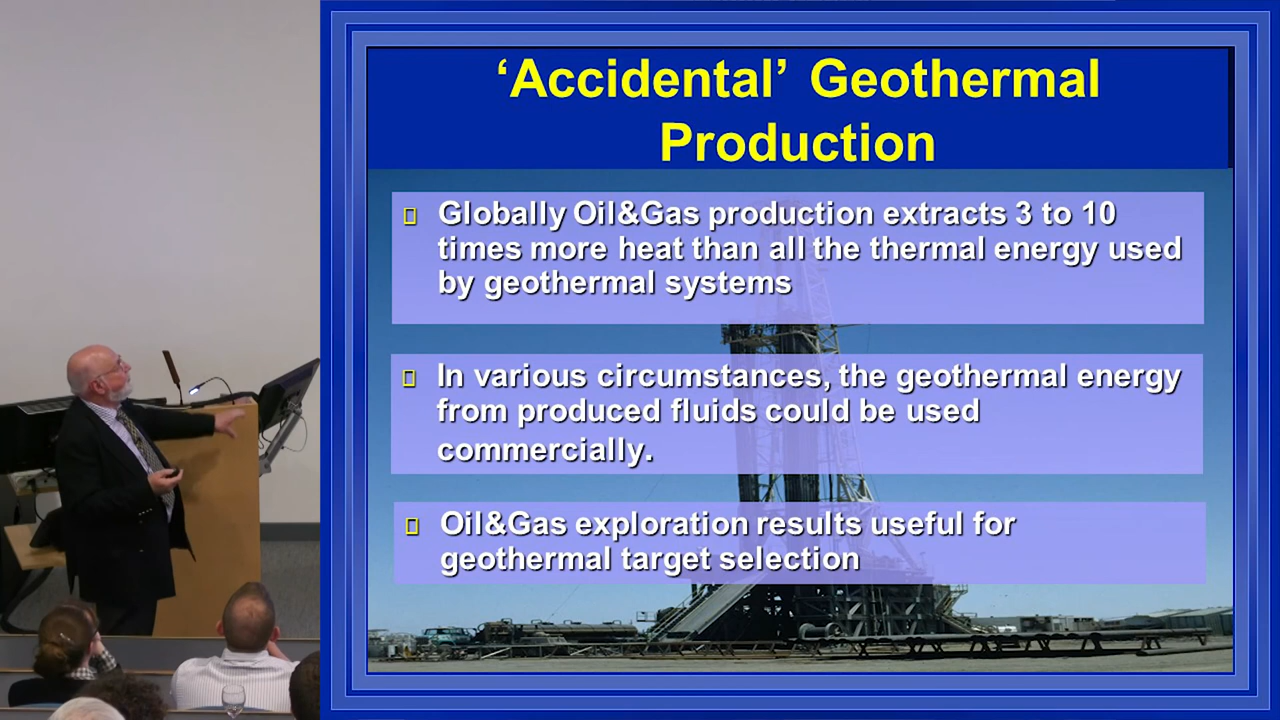 ‘Accidental’ Geothermal
Production
Globally Oil&Gas production extracts 3 to 10
times more heat than all the thermal energy used
by geothermal systems
In various circumstances, the geothermal energy
from produced fluids could be used
commercially.
Oil&Gas exploration results useful for
geothermal target selection